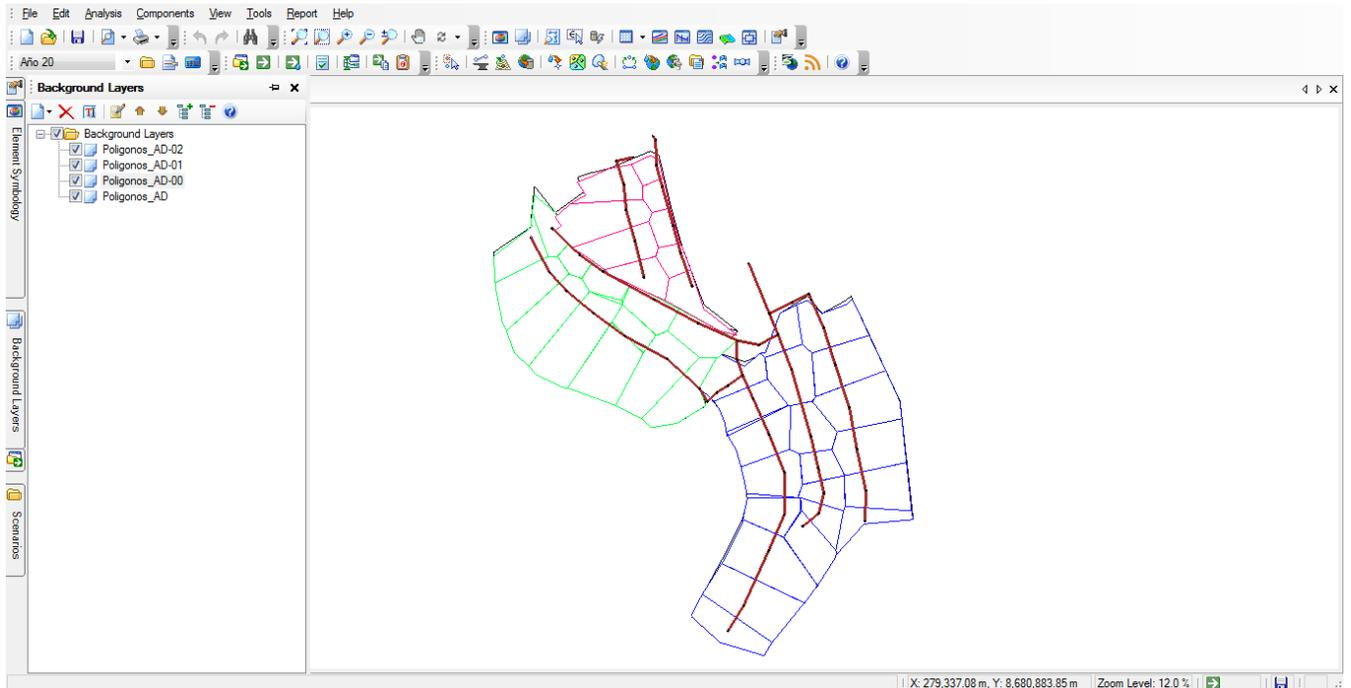 File Edit Analysis Components View Tools Report Help
Año 20
Background Layers
Background Layers
Poligonos_AD-02
Poligonos_AD-01
Poligonos_AD-00
Poligonos_AD
Element Symbology
Background Layers
Scenarios
X: 279,337.08 m, Y: 8,680,883.85 m Zoom Level: 12.0 %